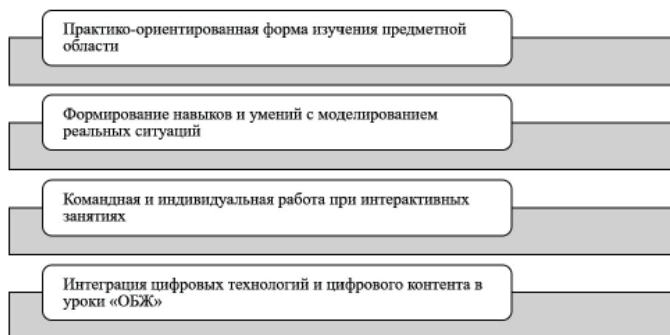 Практико-ориентированная форма изучения предметной
области
Формирование навыков и умений с моделированием
реальных ситуаций
Командная и индивидуальная работа при интерактивных
занятиях
Интеграция цифровых технологий и цифрового контента в
уроки «ОБЖ»